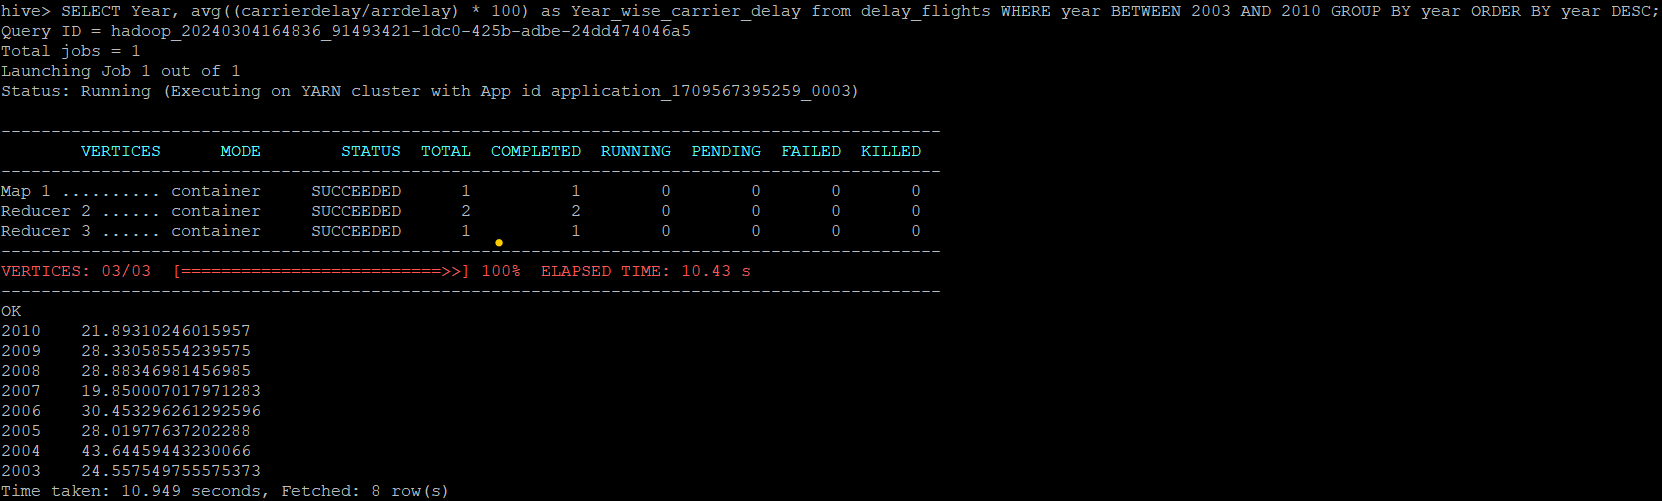 hive> SELECT Year, avg((carrierdelay/arrdelay) * 100) as Year_wise_carrier_delay from delay_flights WHERE year BETWEEN 2003 AND 2010 GROUP BY year ORDER BY year DESC;
Query ID = hadoop_20240304164836_91493421-1dc0-425b-adbe-24dd474046a5
Total jobs = 1
Launching Job 1 out of 1
Status: Running (Executing on YARN cluster with App id application_1709567395259_0003)
----------------------------------------------------------------------------------------------
VERTICES MODE STATUS TOTAL COMPLETED RUNNING PENDING FAILED KILLED
----------------------------------------------------------------------------------------------
Map 1 .......... container SUCCEEDED 1 1 0 0 0 0
Reducer 2 ...... container SUCCEEDED 2 2 0 0 0 0
Reducer 3 ...... container SUCCEEDED 1 1 0 0 0 0
----------------------------------------------------------------------------------------------
VERTICES: 03/03 [==========================>>] 100% ELAPSED TIME: 10.43 s
----------------------------------------------------------------------------------------------
OK
2010 21.89310246015957
2009 28.33058554239575
2008 28.88346981456985
2007 19.850007017971283
2006 30.453296261292596
2005 28.01977637202288
2004 43.64459443230066
2003 24.557549755575373
Time taken: 10.949 seconds, Fetched: 8 row(s)